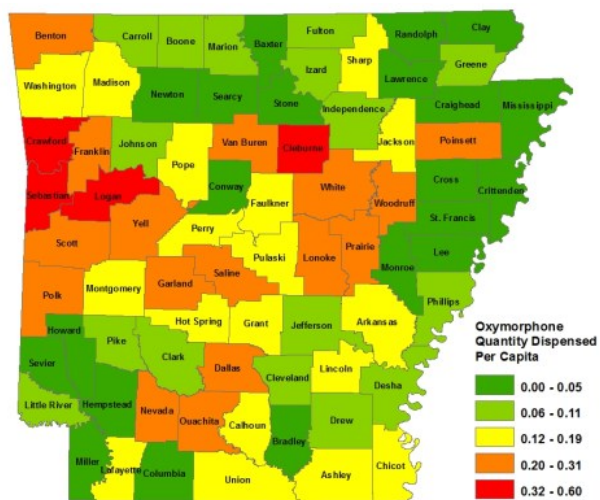 Benton
Carroll
Boone
Marion
Baxter
Fulton
Randolph
Clay
Sharp
Izard
Greene
Washington
Madison
Lawrence
Newton
Searcy
Stone
Independence
Craighead
Mississippi
Crawford
Franklin
Johnson
Pope
Van Buren
Cleburne
Jackson
Poinsett
Sebastian
Logan
Conway
White
Woodruff
Cross
Crittenden
Faulkner
St. Francis
Scott
Yell
Perry
Pulaski
Lonoke
Prairie
Lee
Monroe
Polk
Montgomery
Garland
Saline
Phillips
Howard
Hot Spring
Grant
Jefferson
Arkansas
Pike
Sevier
Clark
Dallas
Cleveland
Lincoln
Desha
Little River
Hempstead
Nevada
Ouachita
Calhoun
Bradley
Drew
Miller
Lafayette
Columbia
Union
Ashley
Chicot
Oxymorphone
Quantity Dispensed
Per Capita
0.00 - 0.05
0.06 - 0.11
0.12 - 0.19
0.20 - 0.31
0.32 - 0.60